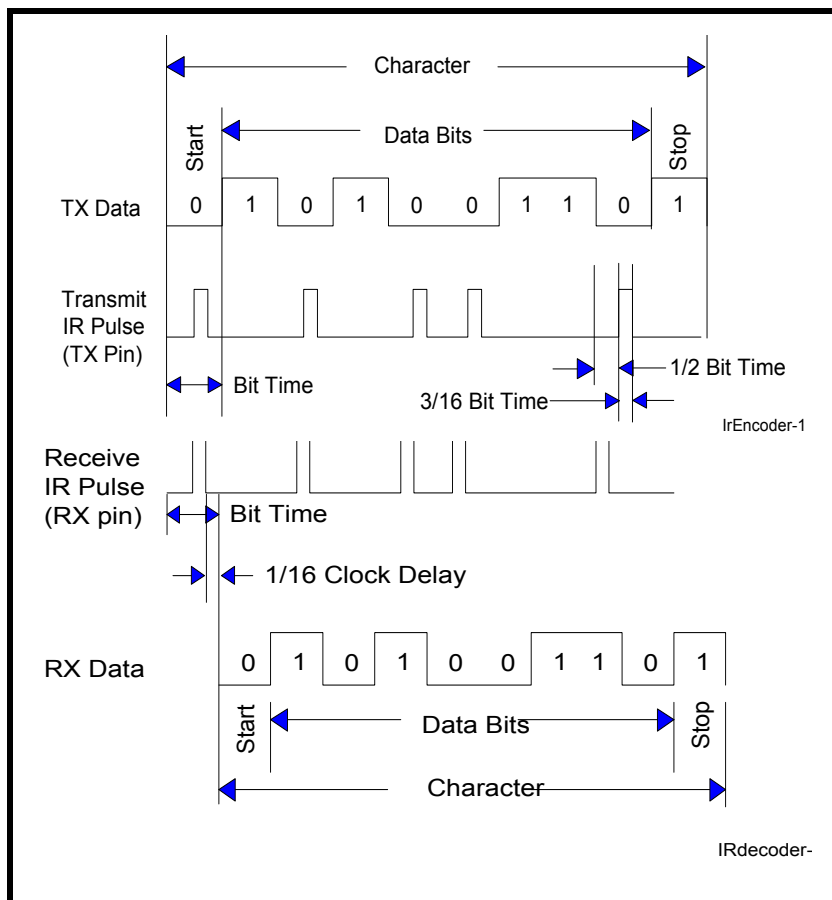 Character
Start
Data Bits
Stop
TX Data
0 1 0 1 0 0 1 1 0 1
Transmit
IR Pulse
(TX Pin)
Bit Time
1/2 Bit Time
3/16 Bit Time
IrEncoder-1
Receive
IR Pulse
(RX pin)
Bit Time
1/16 Clock Delay
RX Data
0 1 0 1 0 0 1 1 0 1
Start
Data Bits
Stop
Character
IRdecoder-